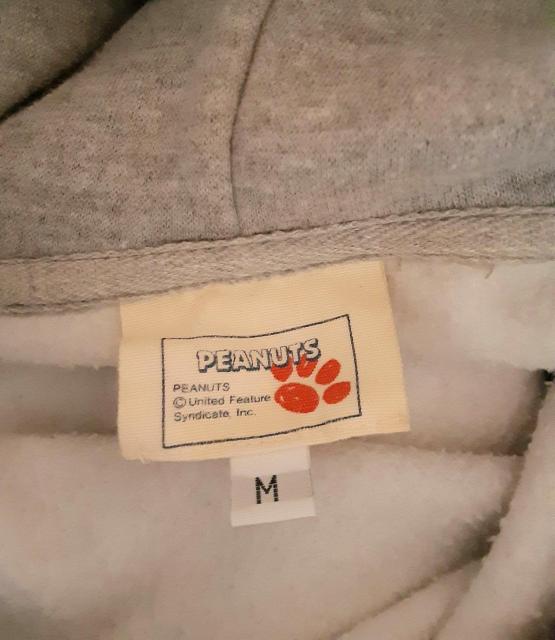 PEANUTS
PEANUTS
© United Feature
Syndicate, Inc.
M